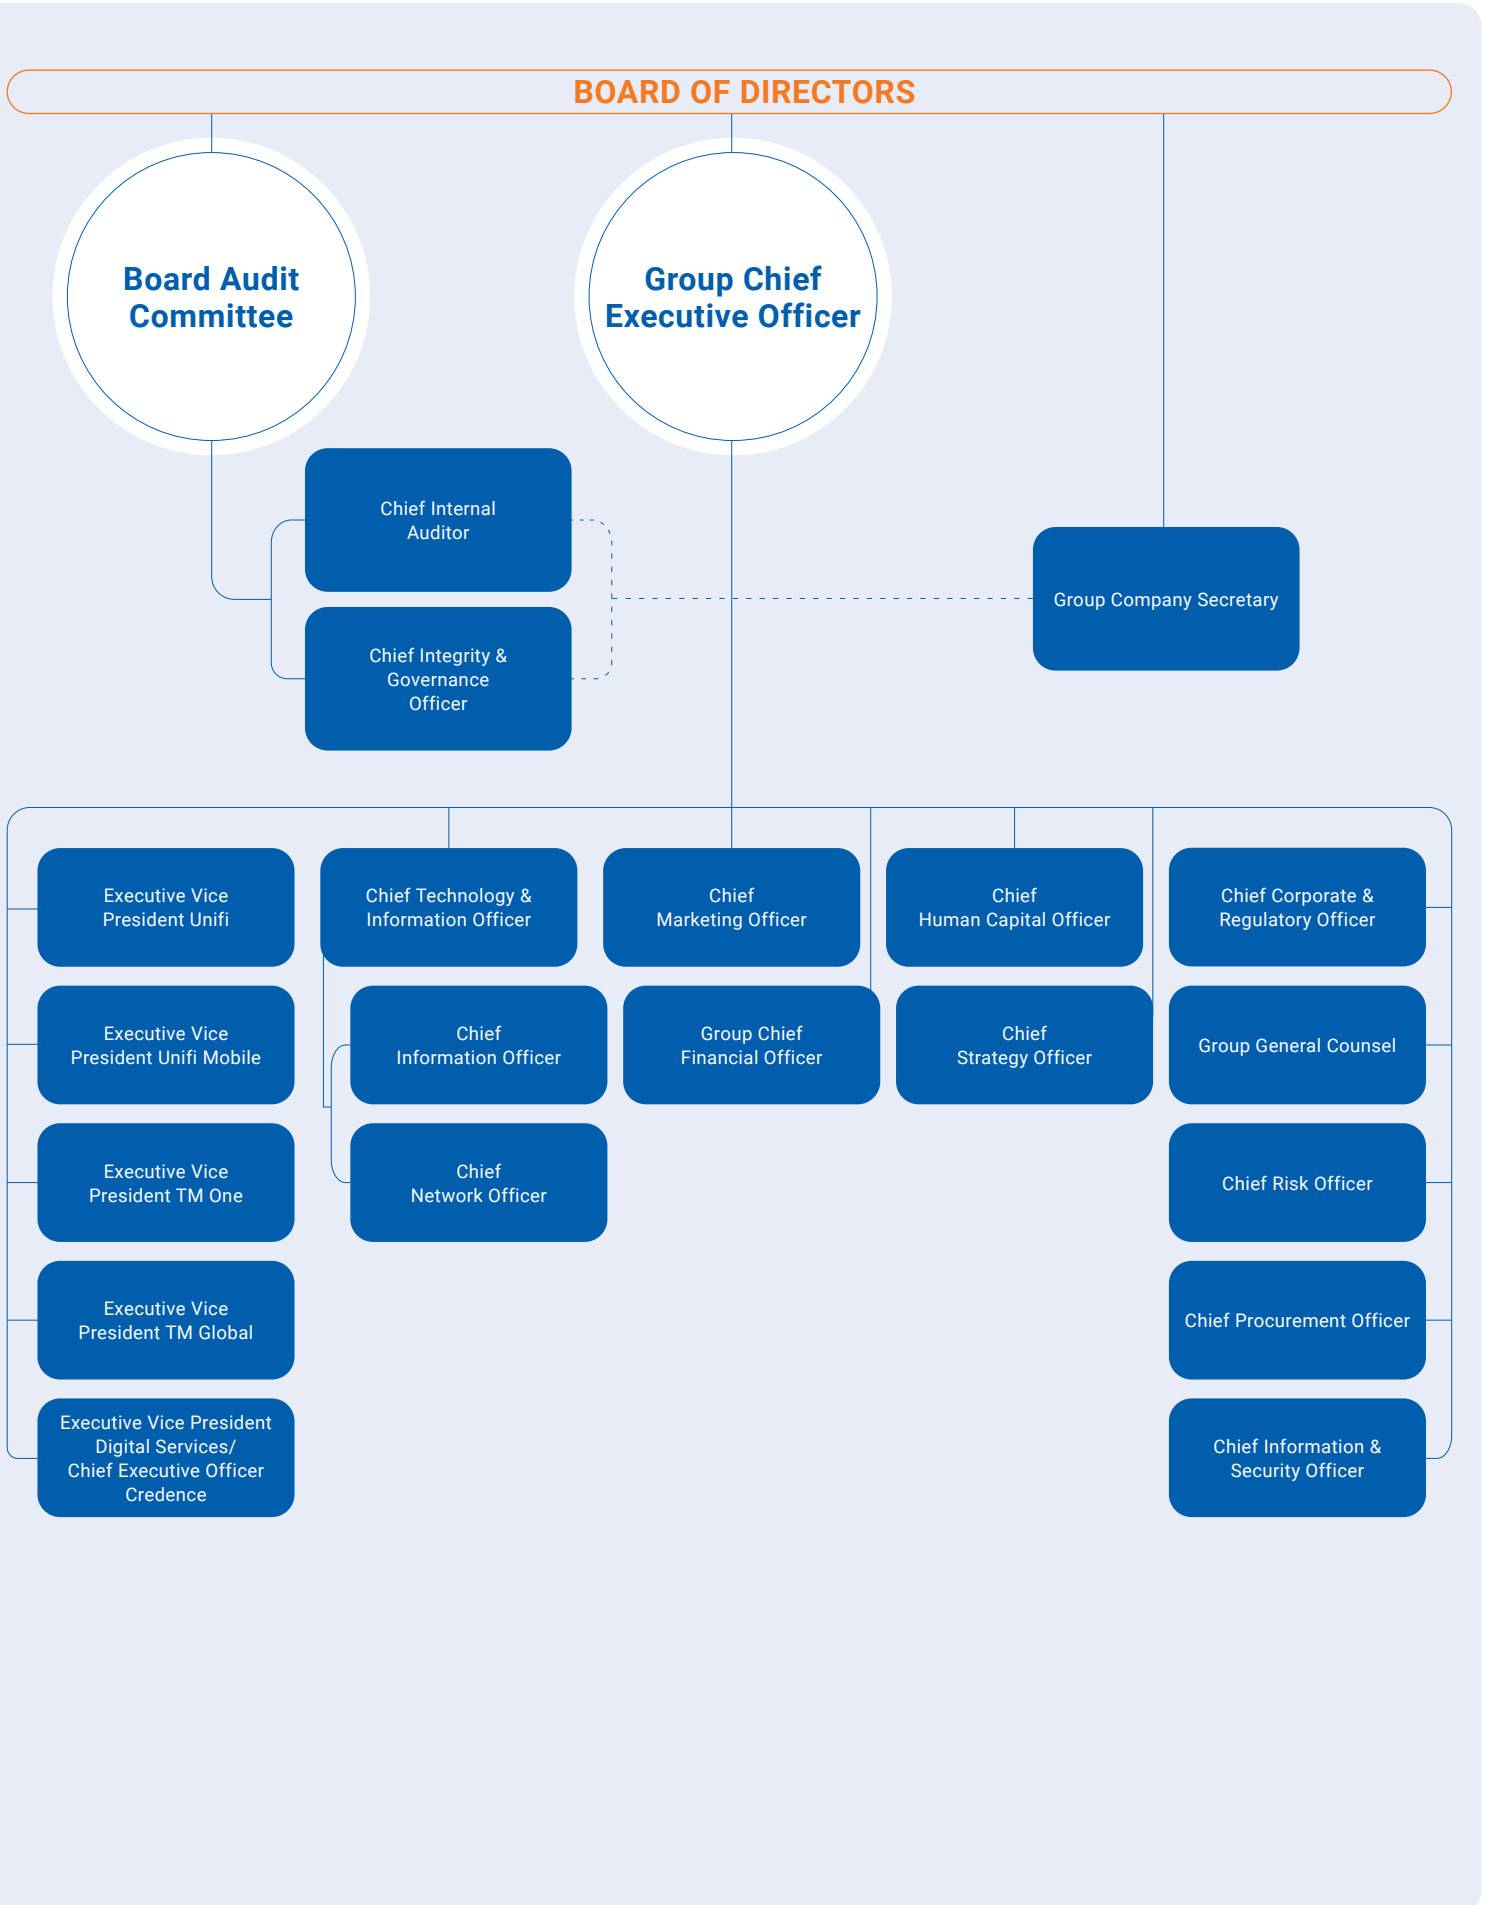 BOARD OF DIRECTORS
Board Audit
Committee
Group Chief
Executive Officer
Chief Internal
Auditor
Chief Integrity &
Governance
Officer
Group Company Secretary
Executive Vice
President Unifi
Executive Vice
President Unifi Mobile
Executive Vice
President TM One
Executive Vice
President TM Global
Executive Vice President
Digital Services/
Chief Executive Officer
Credence
Chief Technology &
Information Officer
Chief
Information Officer
Chief
Network Officer
Chief
Marketing Officer
Group Chief
Financial Officer
Chief
Human Capital Officer
Chief
Strategy Officer
Chief Corporate &
Regulatory Officer
Group General Counsel
Chief Risk Officer
Chief Procurement Officer
Chief Information &
Security Officer